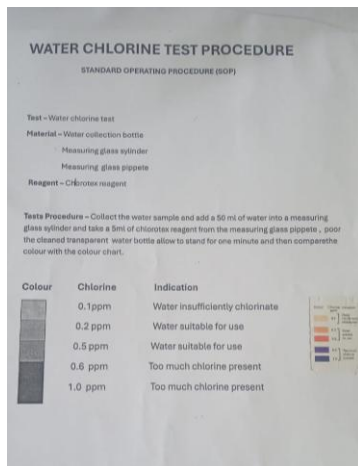 WATER CHLORINE TEST PROCEDURE
STANDARD OPERATING PROCEDURE (SOP)
Test – Water chlorine test
Material – Water collection bottle
Measuring glass sylinder
Measuring glass pippete
Reagent – Chlorotex reagent
Tests Procedure – Collect the water sample and add a 50 ml of water into a measuring
glass sylinder and take a 5ml of chlorotex reagent from the measuring glass pippete , poor
the cleaned transparent water bottle allow to stand for one minute and then comparethe
colour with the colour chart.
Colour Chlorine Indication
0.1ppm Water insufficiently chlorinate
0.2 ppm Water suitable for use
0.5 ppm Water suitable for use
0.6 ppm Too much chlorine present
1.0 ppm Too much chlorine present